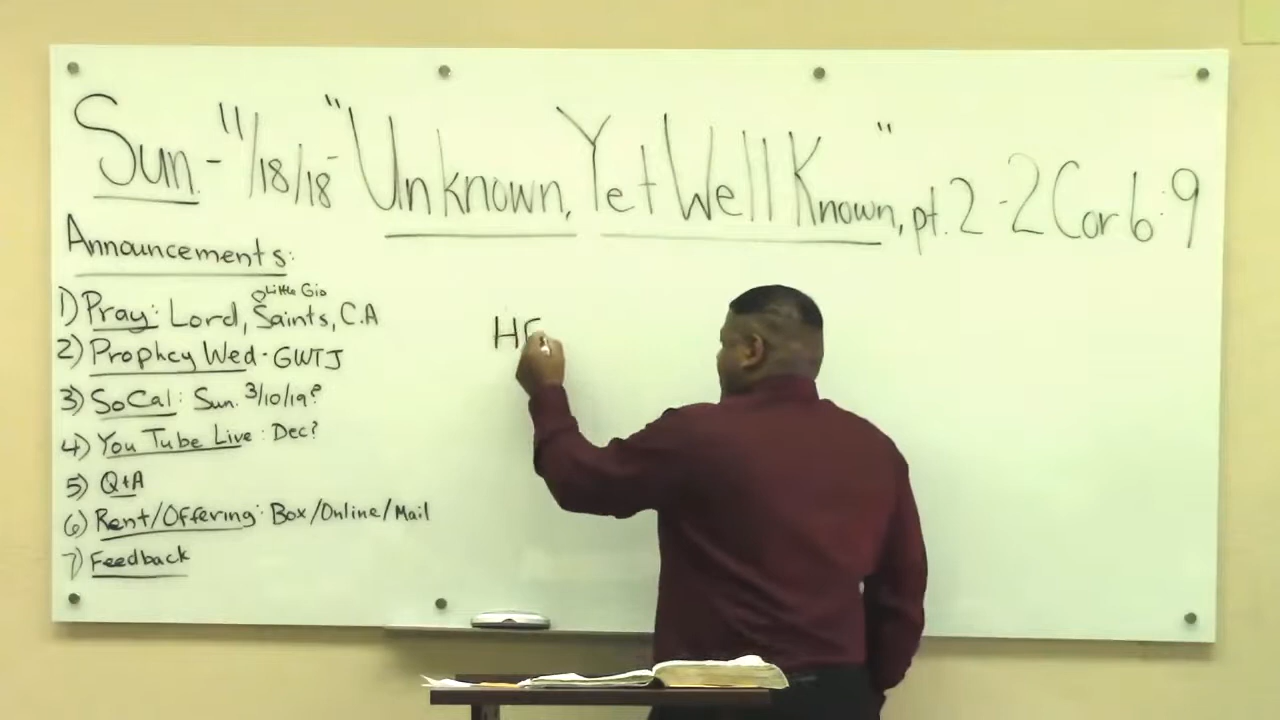 Sun. - 11/18/18 - "Unknown, Yet Well Known," pt. 2 - 2 Cor 6:9
Announcements:
Little Gio
1) Pray: Lord, Saints, C.A
2) Prophcy Wed - GWTJ
3) SoCal: Sun. 3/10/19?
4) You Tube Live: Dec?
5) Q+A
6) Rent/Offering: Box/Online/Mail
7) Feedback
H